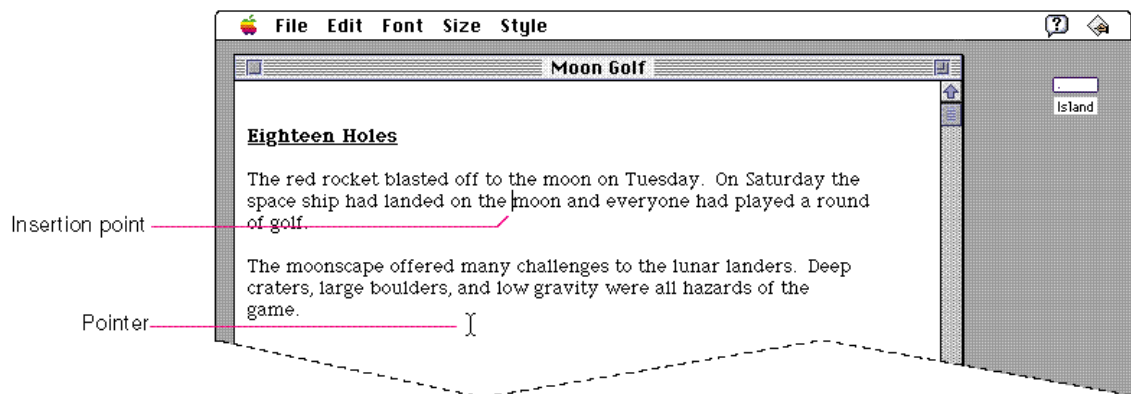 File Edit Font Size Style
Moon Golf
Island
Eighteen Holes
The red rocket blasted off to the moon on Tuesday. On Saturday the
space ship had landed on the moon and everyone had played a round
of golf.
Insertion point
The moonscape offered many challenges to the lunar landers. Deep
craters, large boulders, and low gravity were all hazards of the
game.
Pointer